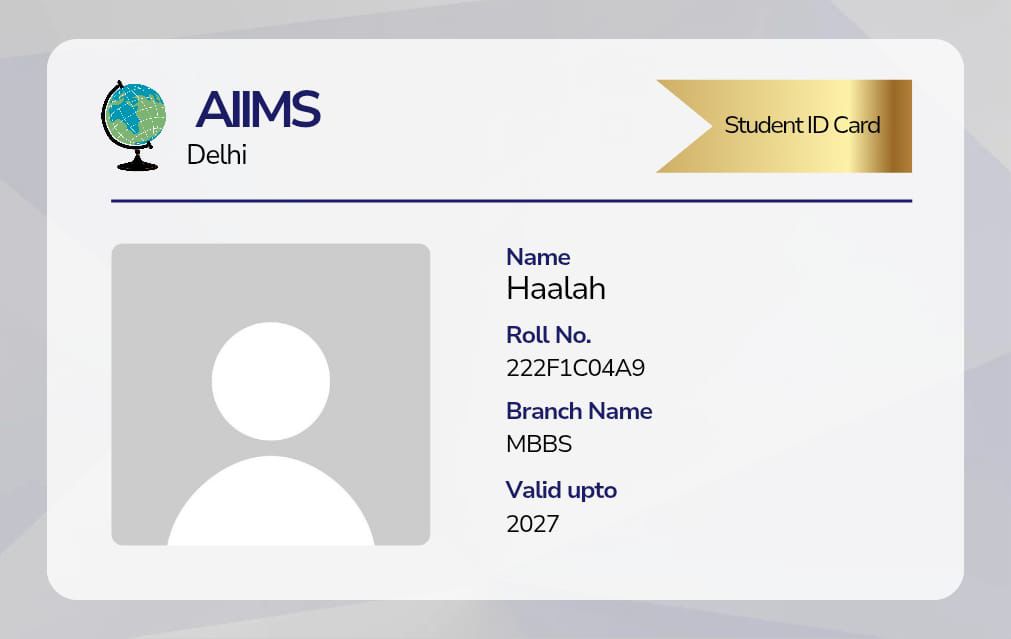 AIIMS
Delhi
Student ID Card
Name
Haalah
Roll No.
222F1C04A9
Branch Name
MBBS
Valid upto
2027